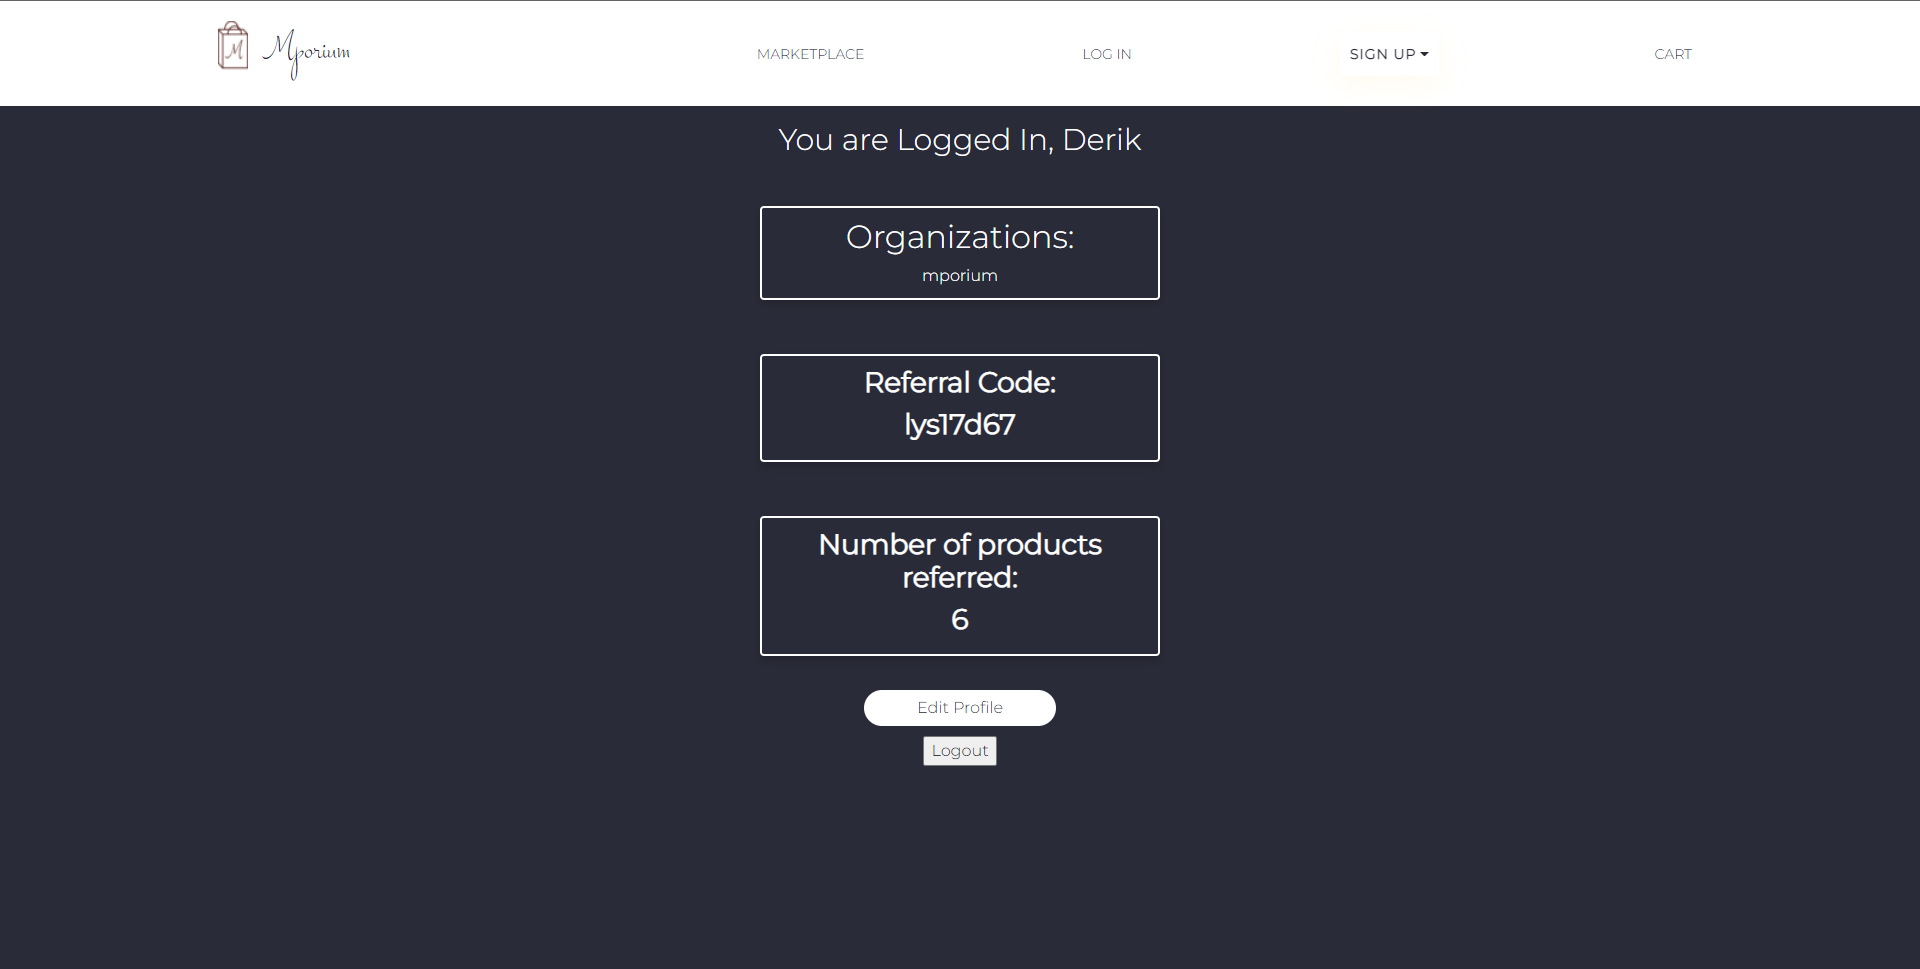 M Mporium
MARKETPLACE
LOG IN
SIGN UP
CART
You are Logged In, Derik
Organizations:
mporium
Referral Code:
lys17d67
Number of products
referred:
6
Edit Profile
Logout